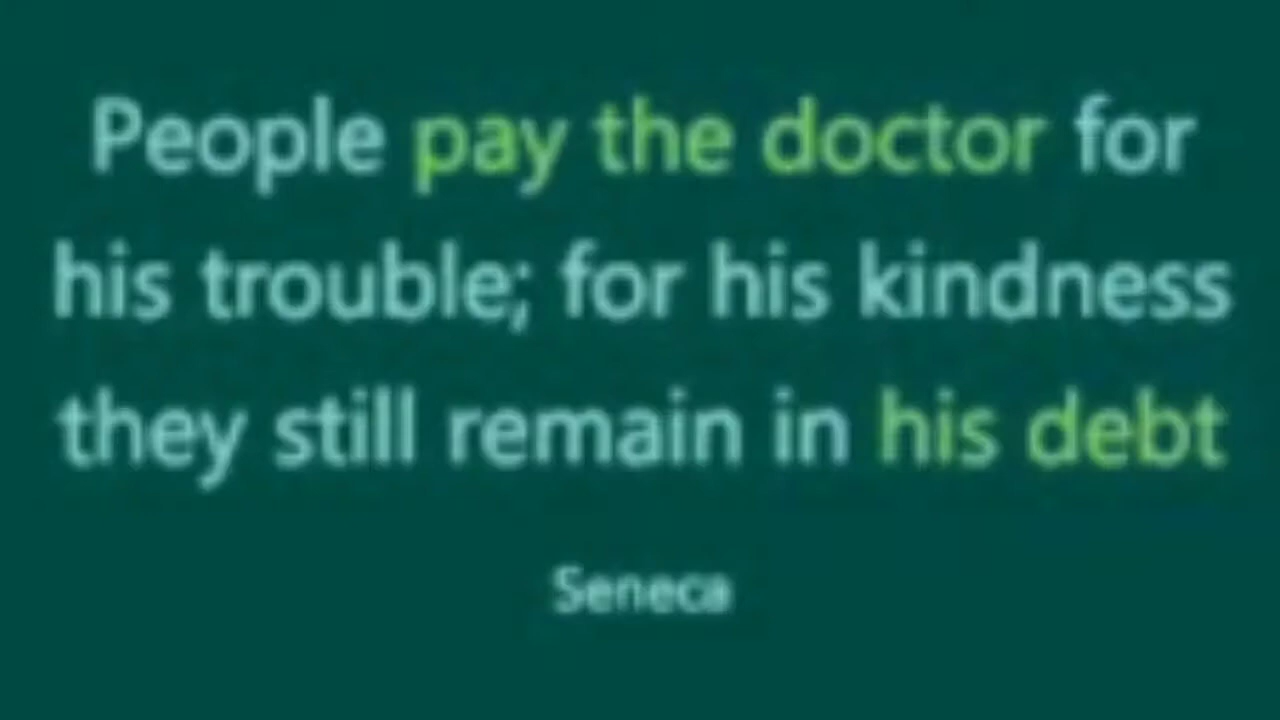 People pay the doctor for
his trouble; for his kindness
they still remain in his debt
Seneca